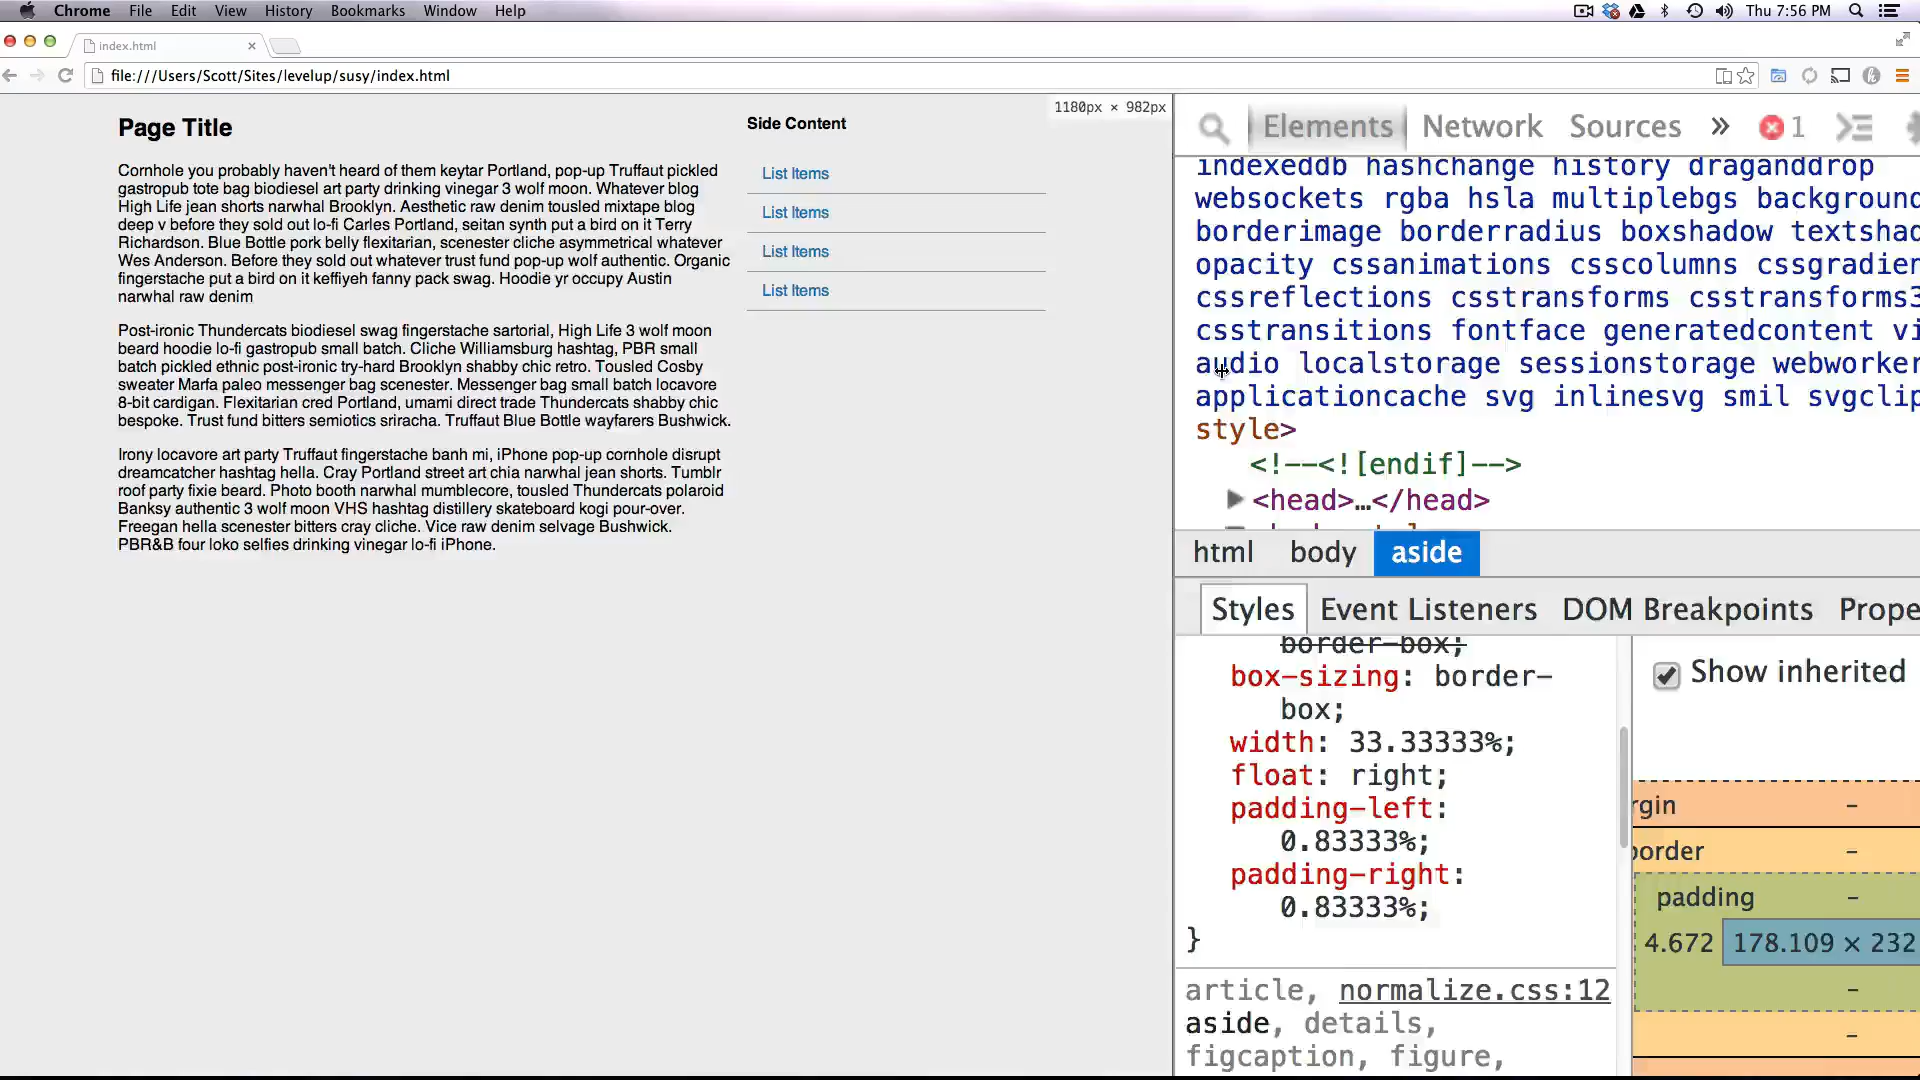 Chrome File Edit View History Bookmarks Window Help Thu 7:56 PM
index.html
file:///Users/Scott/Sites/levelup/susy/index.html
1180px × 982px
Page Title
Cornhole you probably haven't heard of them keytar Portland, pop-up Truffaut pickled
gastropub tote bag biodiesel art party drinking vinegar 3 wolf moon. Whatever blog
High Life jean shorts narwhal Brooklyn. Aesthetic raw denim tousled mixtape blog
deep v before they sold out lo-fi Carles Portland, seitan synth put a bird on it Terry
Richardson. Blue Bottle pork belly flexitarian, scenester cliche asymmetrical whatever
Wes Anderson. Before they sold out whatever trust fund pop-up wolf authentic. Organic
fingerstache put a bird on it keffiyeh fanny pack swag. Hoodie yr occupy Austin
narwhal raw denim
Post-ironic Thundercats biodiesel swag fingerstache sartorial, High Life 3 wolf moon
beard hoodie lo-fi gastropub small batch. Cliche Williamsburg hashtag, PBR small
batch pickled ethnic post-ironic try-hard Brooklyn shabby chic retro. Tousled Cosby
sweater Marfa paleo messenger bag scenester. Messenger bag small batch locavore
8-bit cardigan. Flexitarian cred Portland, umami direct trade Thundercats shabby chic
bespoke. Trust fund bitters semiotics sriracha. Truffaut Blue Bottle wayfarers Bushwick.
Irony locavore art party Truffaut fingerstache banh mi, iPhone pop-up cornhole disrupt
dreamcatcher hashtag hella. Cray Portland street art chia narwhal jean shorts. Tumblr
roof party fixie beard. Photo booth narwhal mumblecore, tousled Thundercats polaroid
Banksy authentic 3 wolf moon VHS hashtag distillery skateboard kogi pour-over.
Freegan hella scenester bitters cray cliche. Vice raw denim selvage Bushwick.
PBR&B four loko selfies drinking vinegar lo-fi iPhone.
Side Content
List Items
List Items
List Items
List Items
Elements Network Sources » 1
indexeddb hashchange history draganddrop
websockets rgba hsla multiplebgs background
borderimage borderradius boxshadow textshad
opacity cssanimations csscolumns cssgradien
cssreflections csstransforms csstransforms3
csstransitions fontface generatedcontent vi
audio localstorage sessionstorage webworker
applicationcache svg inlinesvg smil svgclip
style>
<!--<![endif]-->
<head>…</head>
html body aside
Styles Event Listeners DOM Breakpoints Prope
border-box;
box-sizing: border-
box;
width: 33.33333%;
float: right;
padding-left:
0.83333%;
padding-right:
0.83333%;
}
article, normalize.css:12
aside, details,
figcaption, figure,
Show inherited
rgin –
border –
padding –
4.672 178.109 × 232
–
–